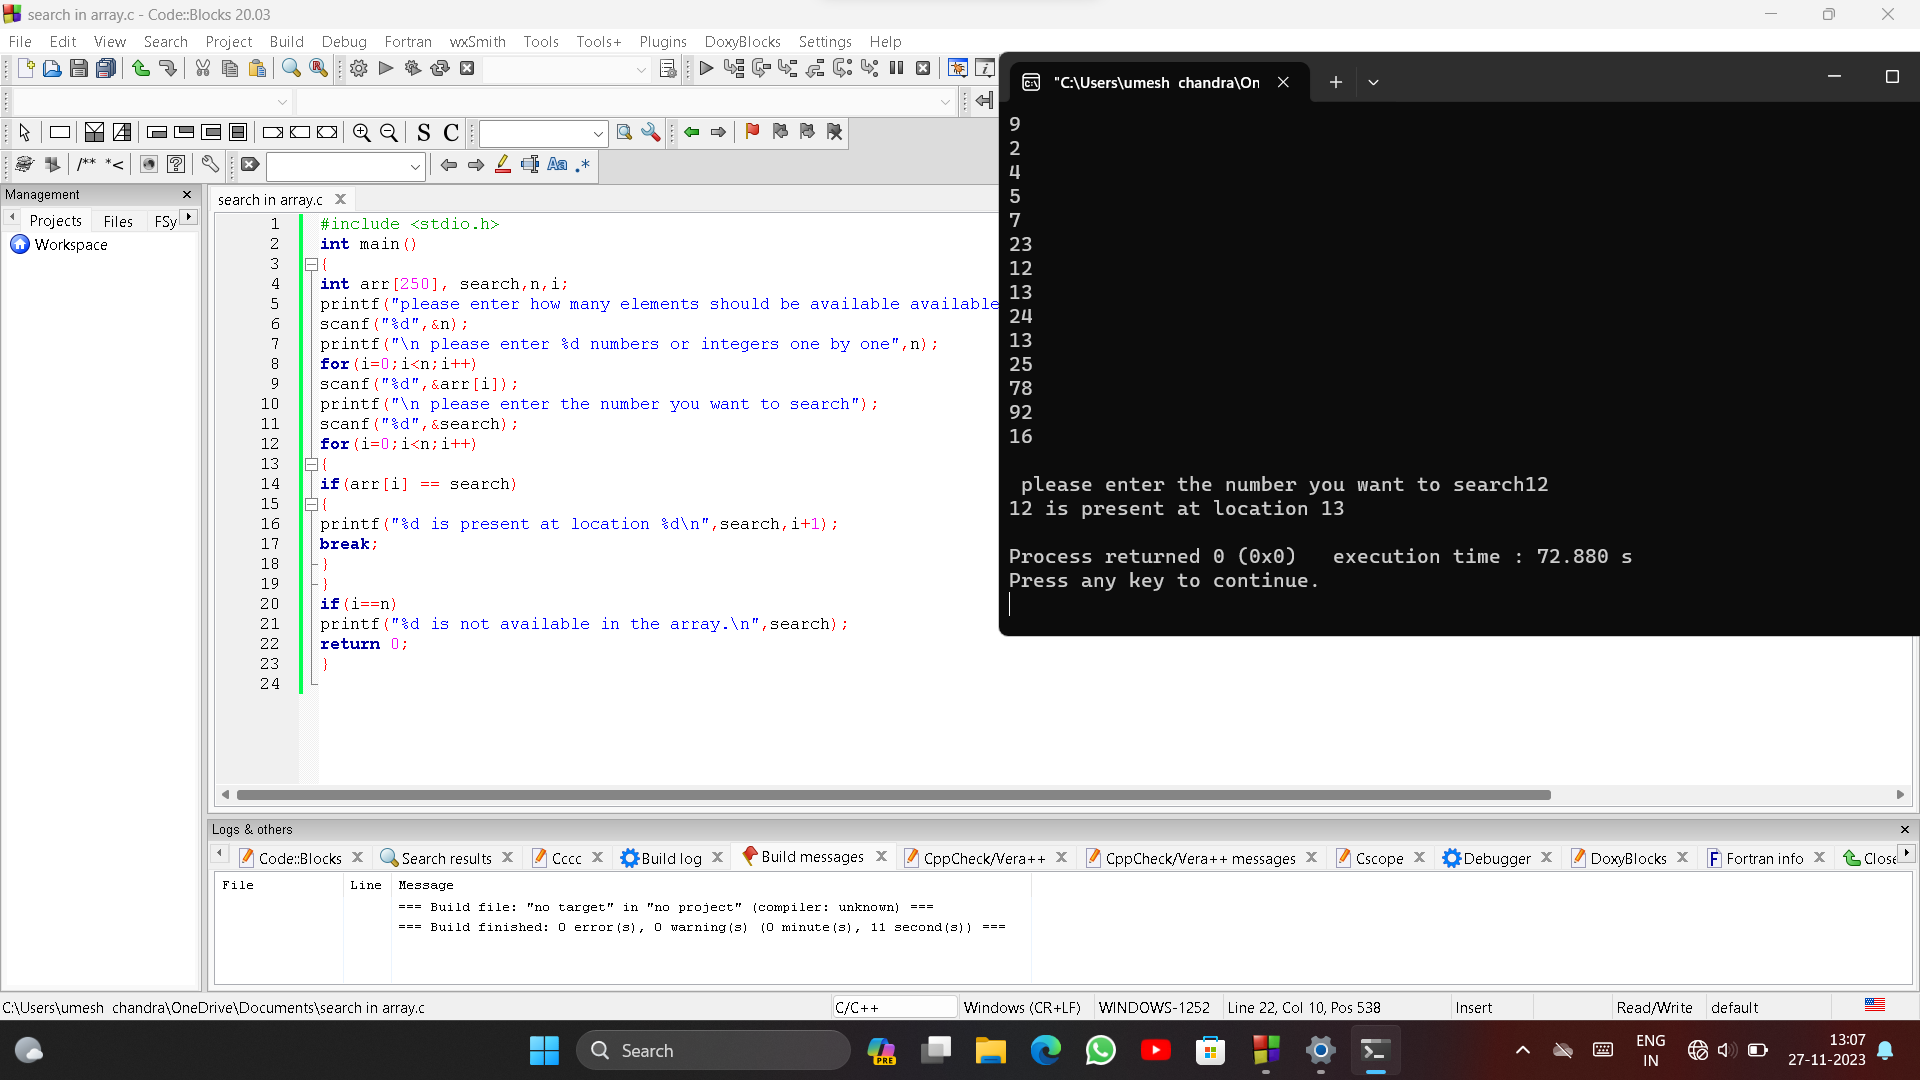 search in array.c - Code::Blocks 20.03
File Edit View Search Project Build Debug Fortran wxSmith Tools Tools+ Plugins DoxyBlocks Settings Help
S C
/** *<
Aa .*
Management
Projects Files FSy
Workspace
search in array.c
1 #include <stdio.h>
2 int main()
3 {
4 int arr[250], search,n,i;
5 printf("please enter how many elements should be available available
6 scanf("%d",&n);
7 printf("\n please enter %d numbers or integers one by one",n);
8 for(i=0;i<n;i++)
9 scanf("%d",&arr[i]);
10 printf("\n please enter the number you want to search");
11 scanf("%d",&search);
12 for(i=0;i<n;i++)
13 {
14 if(arr[i] == search)
15 {
16 printf("%d is present at location %d\n",search,i+1);
17 break;
18 }
19 }
20 if(i==n)
21 printf("%d is not available in the array.\n",search);
22 return 0;
23 }
24
"C:\Users\umesh chandra\On
9
2
4
5
7
23
12
13
24
13
25
78
92
16
please enter the number you want to search12
12 is present at location 13
Process returned 0 (0x0) execution time : 72.880 s
Press any key to continue.
Logs & others
Code::Blocks Search results Cccc Build log Build messages CppCheck/Vera++ CppCheck/Vera++ messages Cscope Debugger DoxyBlocks Fortran info Close
File Line Message
=== Build file: "no target" in "no project" (compiler: unknown) ===
=== Build finished: 0 error(s), 0 warning(s) (0 minute(s), 11 second(s)) ===
C:\Users\umesh chandra\OneDrive\Documents\search in array.c C/C++ Windows (CR+LF) WINDOWS-1252 Line 22, Col 10, Pos 538 Insert Read/Write default
Search
PRE
ENG
IN
13:07
27-11-2023